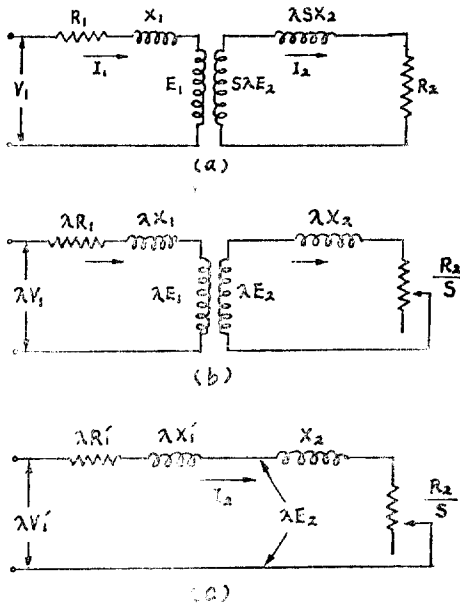 R₁ X₁ λSX₂
I₁ I₂
V₁ E₁ SλE₂ R₂
(a)
λR₁ λX₁ λX₂
λV₁ λE₁ λE₂ R₂/S
(b)
λR₁′ λX₁′ X₂
I₂
λV₁′ λE₂ R₂/S